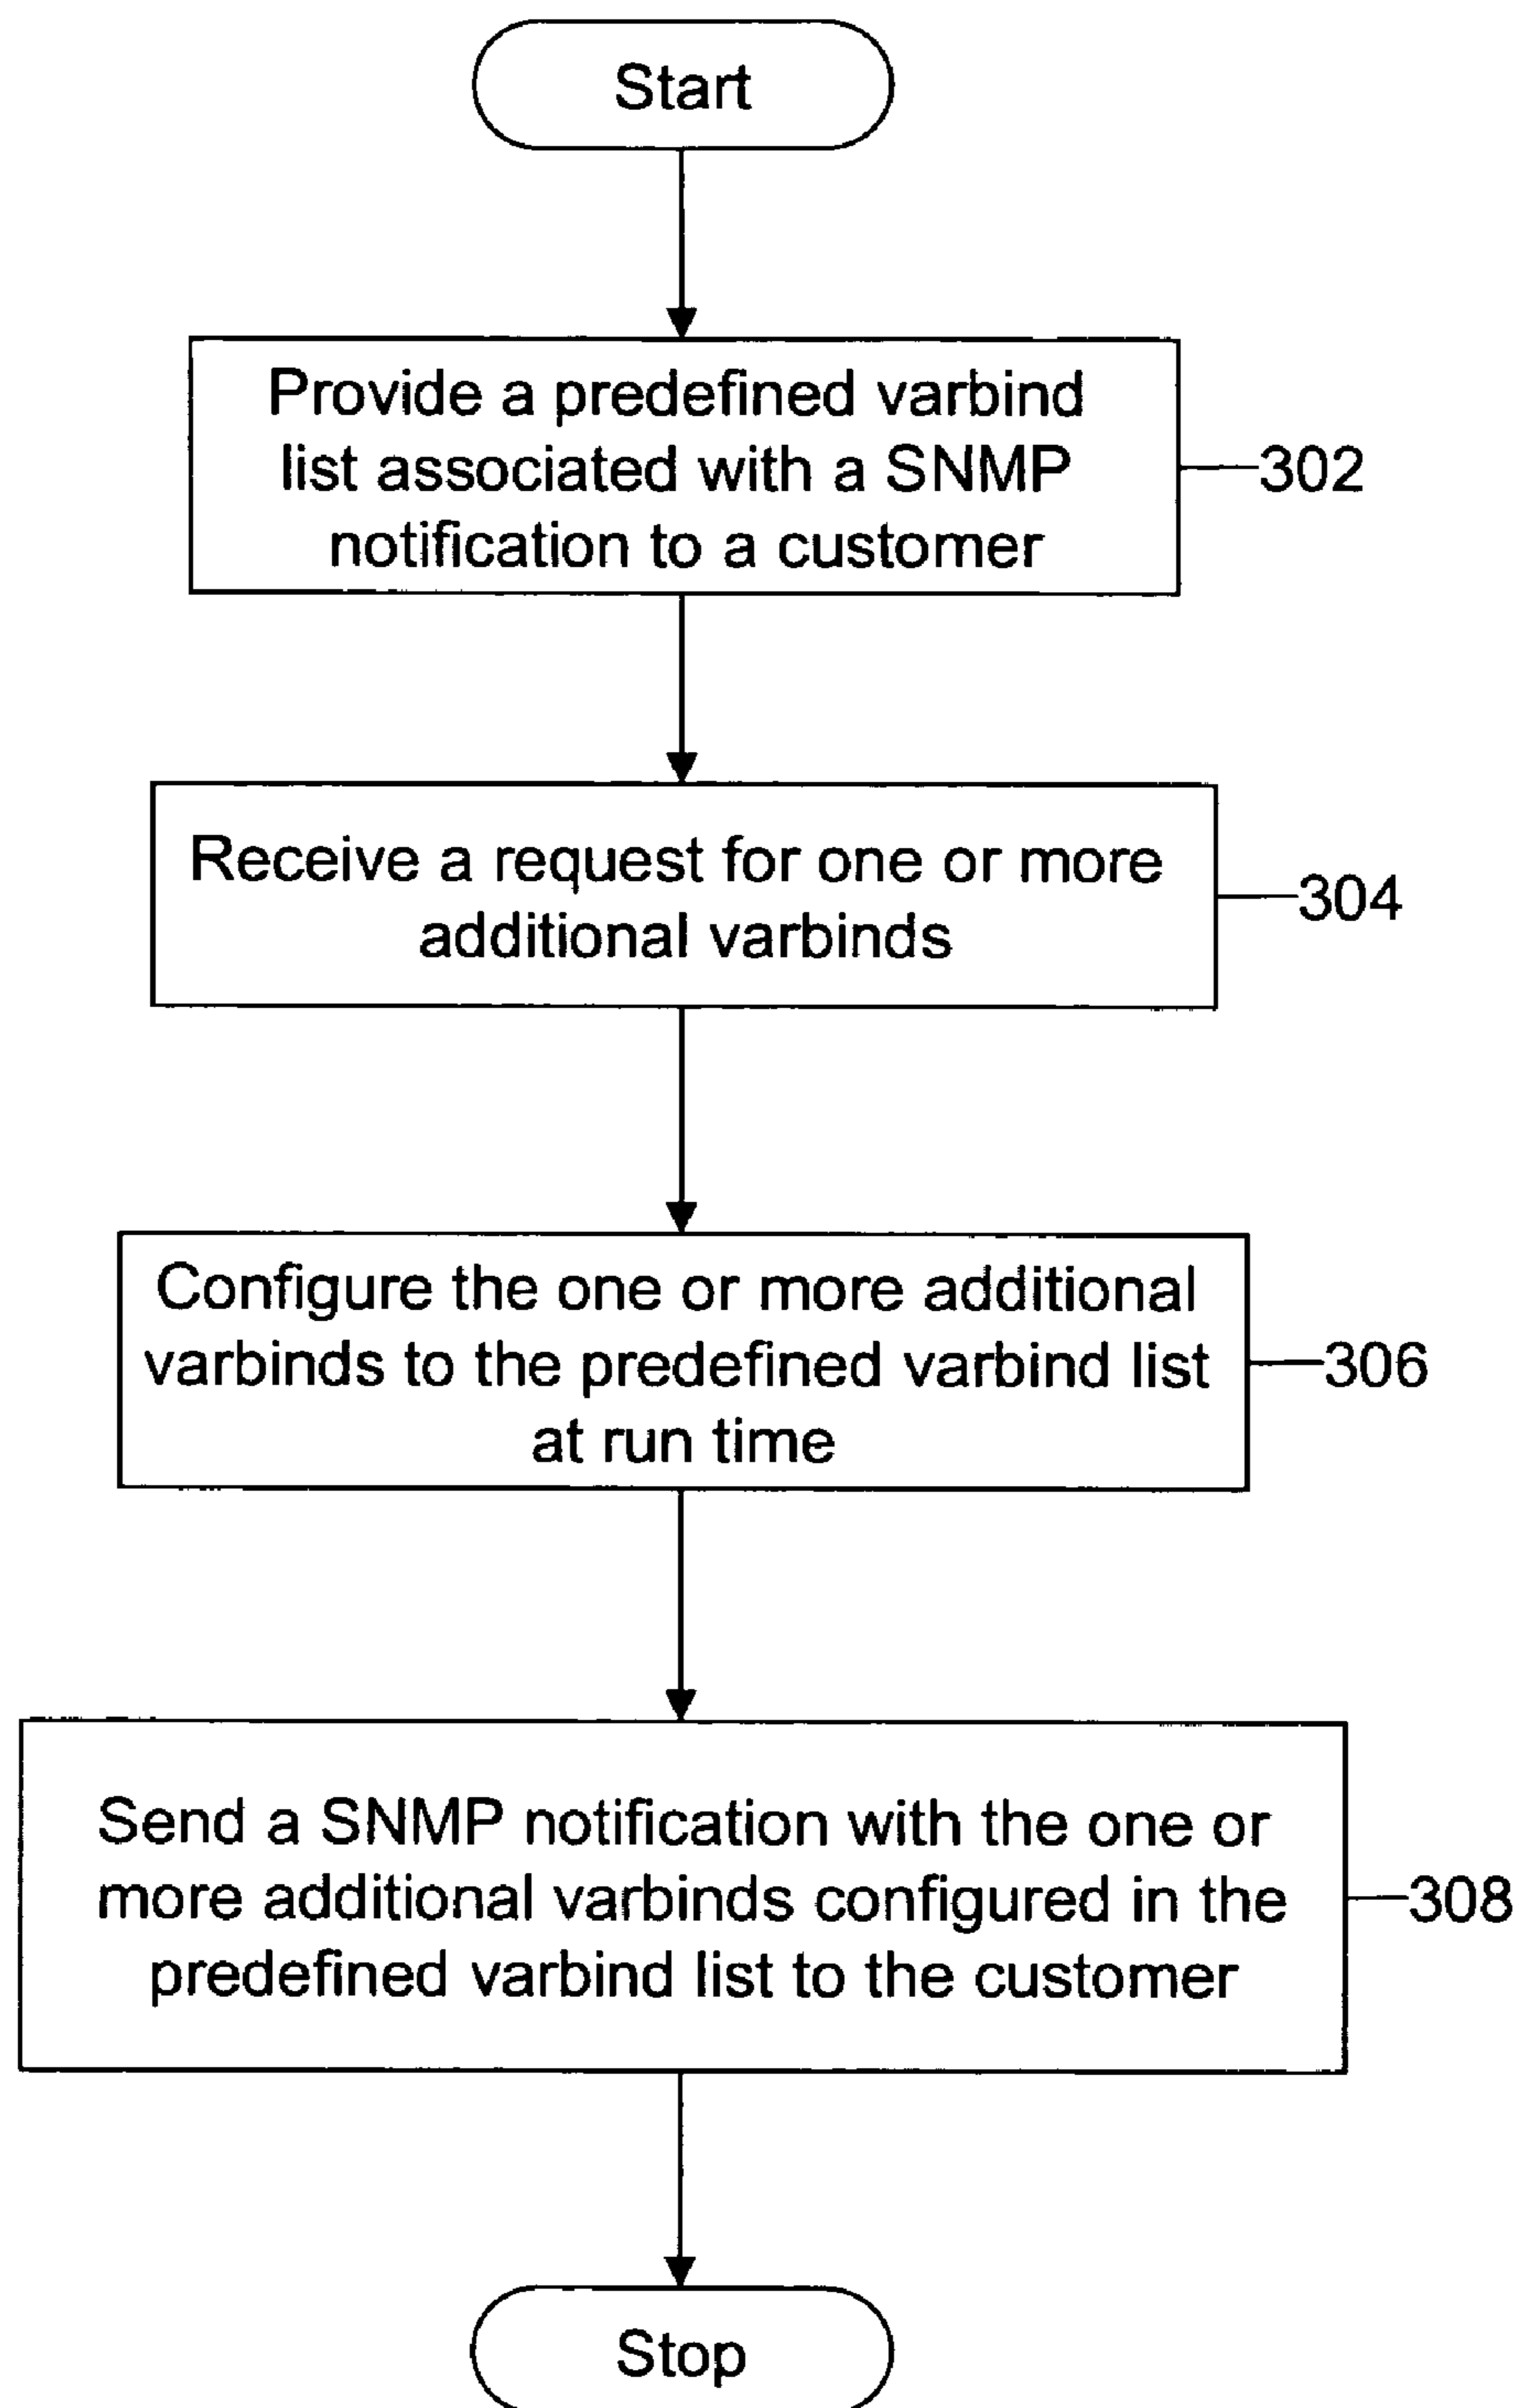 Start
Provide a predefined varbind
list associated with a SNMP
notification to a customer
302
Receive a request for one or more
additional varbinds
304
Configure the one or more additional
varbinds to the predefined varbind list
at run time
306
Send a SNMP notification with the one or
more additional varbinds configured in the
predefined varbind list to the customer
308
Stop